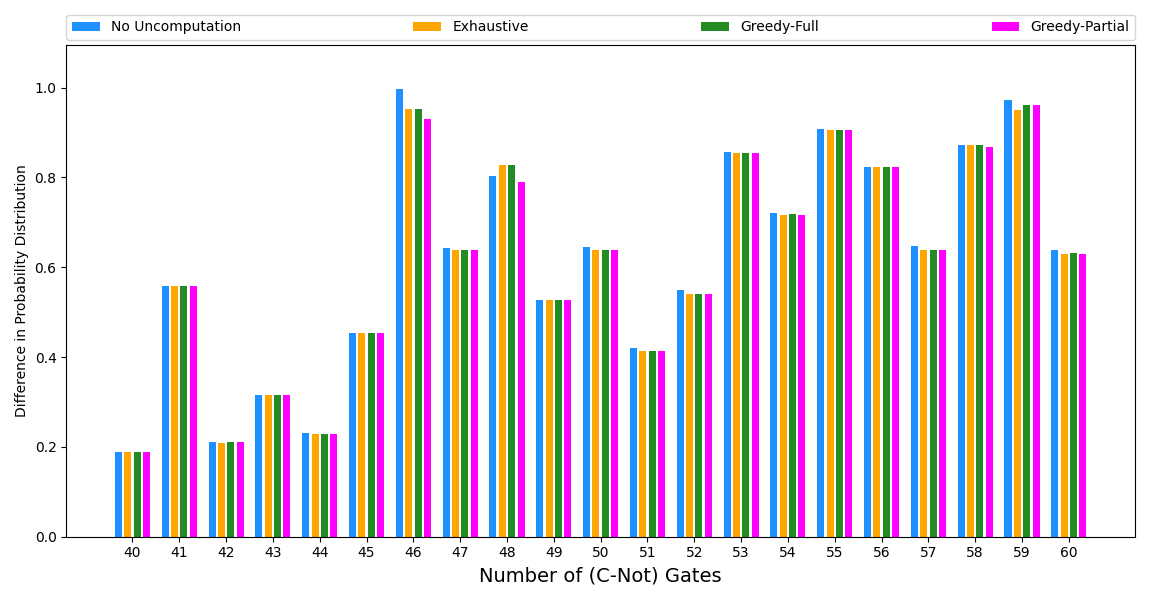 No Uncomputation Exhaustive Greedy-Full Greedy-Partial
Difference in Probability Distribution
1.0
0.8
0.6
0.4
0.2
0.0
40 41 42 43 44 45 46 47 48 49 50 51 52 53 54 55 56 57 58 59 60
Number of (C-Not) Gates